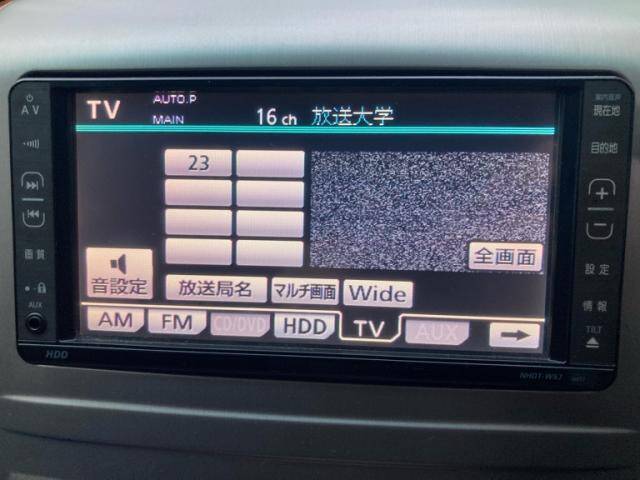 AV
画質
AUX
HDD
TV
AUTO.P
MAIN
16 ch 放送大学
23
全画面
音設定
放送局名
マルチ画面
Wide
AM
FM
CD/DVD
HDD
TV
AUX
→
現在地
目的地
+
−
設定
情報
TILT
NHDT-W57